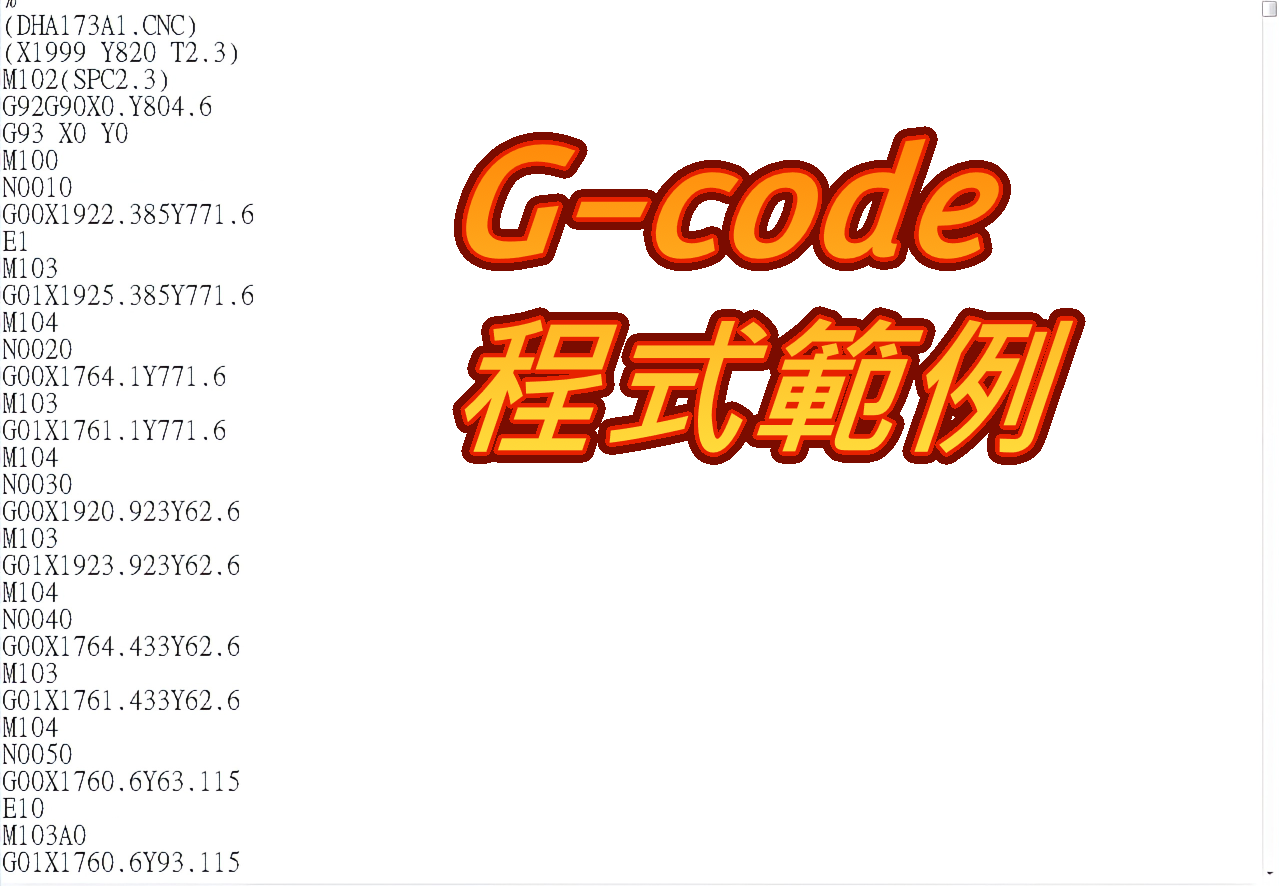 %
(DHA173A1.CNC)
(X1999 Y820 T2.3)
M102(SPC2.3)
G92G90X0.Y804.6
G93 X0 Y0
M100
N0010
G00X1922.385Y771.6
E1
M103
G01X1925.385Y771.6
M104
N0020
G00X1764.1Y771.6
M103
G01X1761.1Y771.6
M104
N0030
G00X1920.923Y62.6
M103
G01X1923.923Y62.6
M104
N0040
G00X1764.433Y62.6
M103
G01X1761.433Y62.6
M104
N0050
G00X1760.6Y63.115
E10
M103A0
G01X1760.6Y93.115
G-code
程式範例